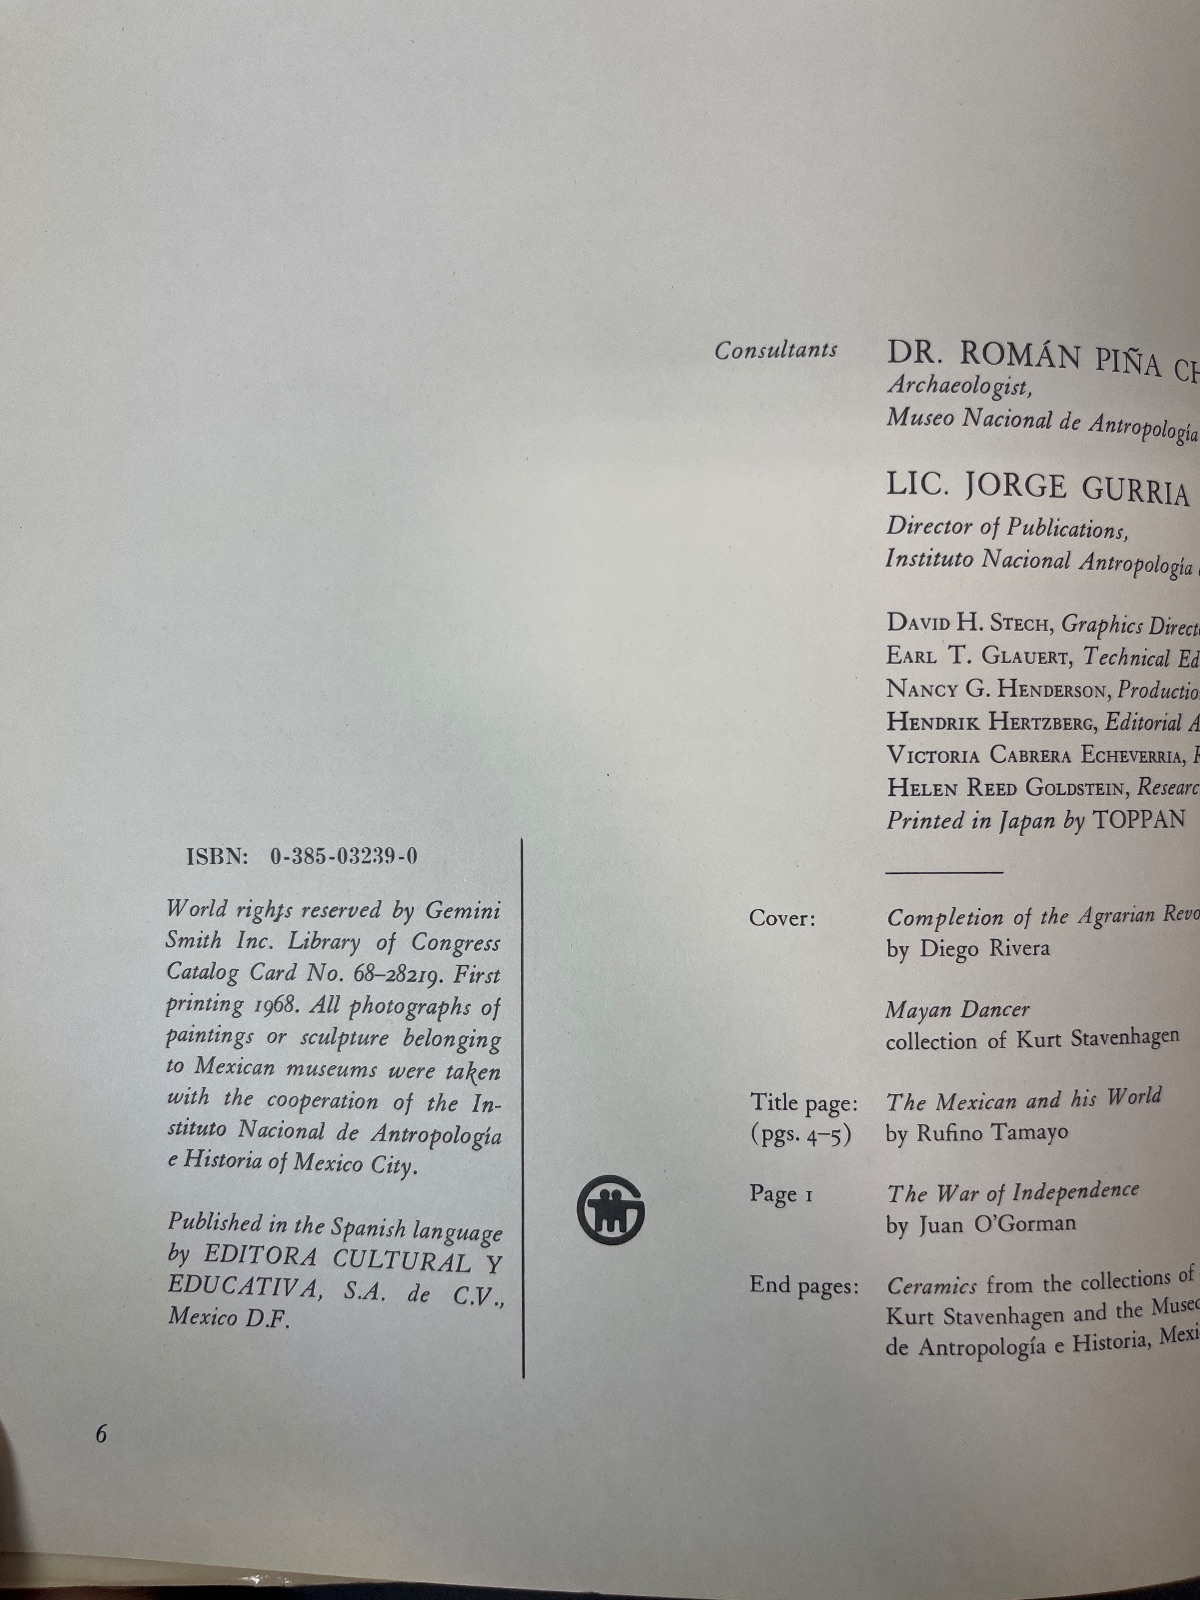 Consultants
DR. ROMÁN PIÑA
Archaeologist,
Museo Nacional de Antropología
LIC. JORGE GURRIA
Director of Publications,
Instituto Nacional Antropología
DAVID H. STECH, Graphics
EARL T. GLAUERT, Technical
NANCY G. HENDERSON,
HENDRIK HERTZBERG, Editorial
VICTORIA CABRERA ECHEVERRIA,
HELEN REED GOLDSTEIN,
Printed in Japan by TOPPAN
ISBN: 0-385-03239-0
World rights reserved by Gemini
Smith Inc. Library of Congress
Catalog Card No. 68–28219. First
printing 1968. All photographs of
paintings or sculpture belonging
to Mexican museums were taken
with the cooperation of the In-
stituto Nacional de Antropología
e Historia of Mexico City.
Published in the Spanish language
by EDITORA CULTURAL Y
EDUCATIVA, S.A. de C.V.,
Mexico D.F.
Cover: Completion of the Agrarian
by Diego Rivera
Mayan Dancer
collection of Kurt Stavenhagen
Title page: The Mexican and his World
(pgs. 4–5) by Rufino Tamayo
Page 1 The War of Independence
by Juan O'Gorman
End pages: Ceramics from the collections of
Kurt Stavenhagen and the
de Antropología e Historia,
6